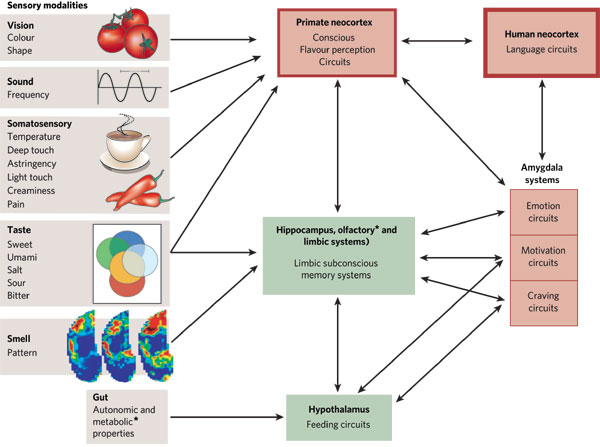 Sensory modalities
Vision
Colour
Shape
Sound
Frequency
Somatosensory
Temperature
Deep touch
Astringency
Light touch
Creaminess
Pain
Taste
Sweet
Umami
Salt
Sour
Bitter
Smell
Pattern
Gut
Autonomic and
metabolic*
properties
Primate neocortex
Conscious
Flavour perception
Circuits
Human neocortex
Language circuits
Hippocampus, olfactory* and
limbic systems)
Limbic subconscious
memory systems
Amygdala
systems
Emotion
circuits
Motivation
circuits
Craving
circuits
Hypothalamus
Feeding circuits